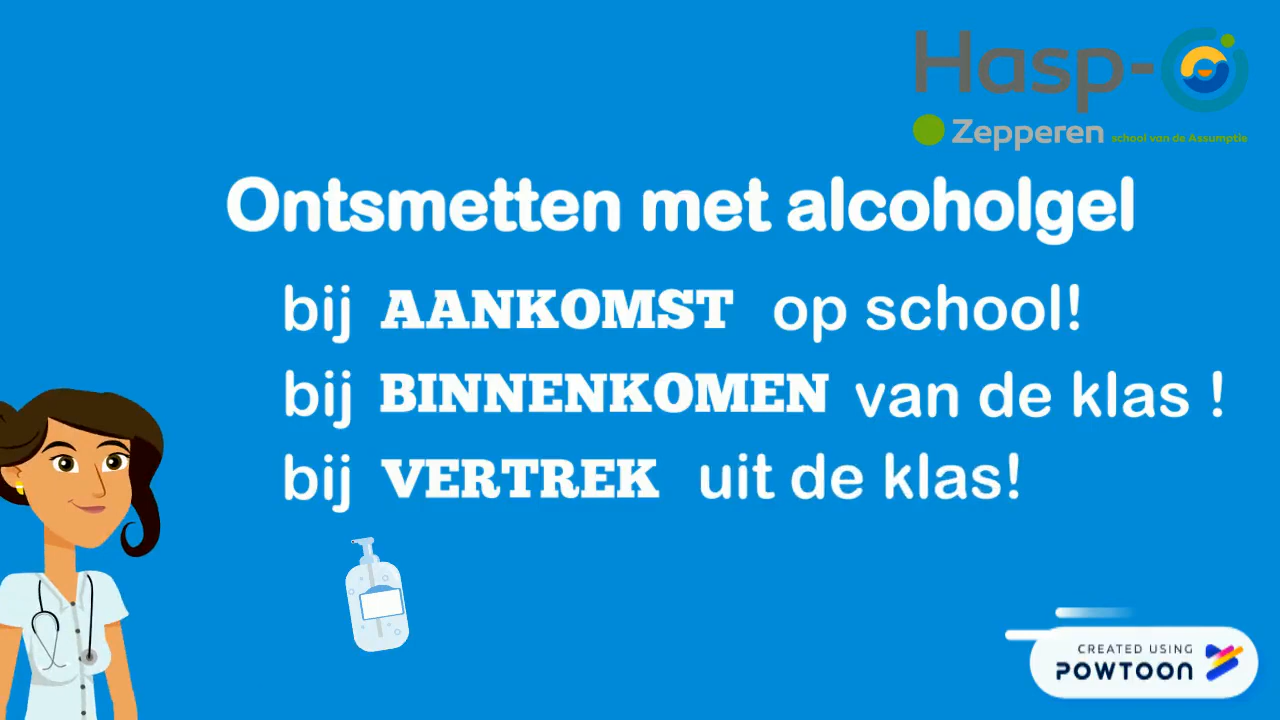 Hasp-O
Zepperen school van de Assumptie
Ontsmetten met alcoholgel
bij AANKOMST op school!
bij BINNENKOMEN van de klas !
bij VERTREK uit de klas!
CREATED USING
POWTOON